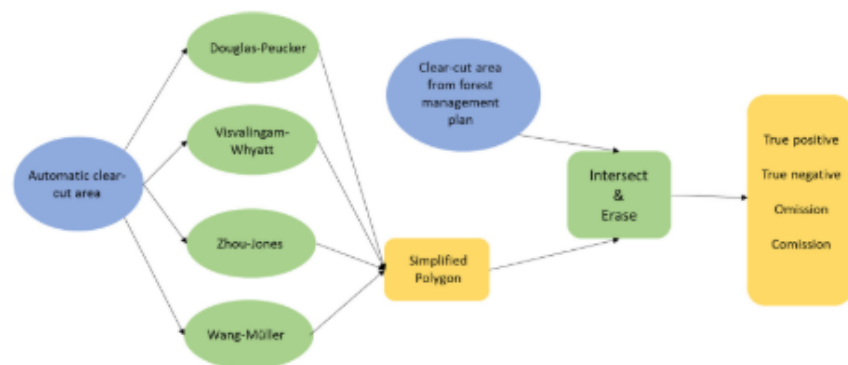 Douglas-Peucker
Visvalingam-
Whyatt
Automatic clear-
cut area
Zhou-Jones
Wang-Müller
Simplified
Polygon
Clear-cut area
from forest
management
plan
Intersect
&
Erase
True positive
True negative
Omission
Comission